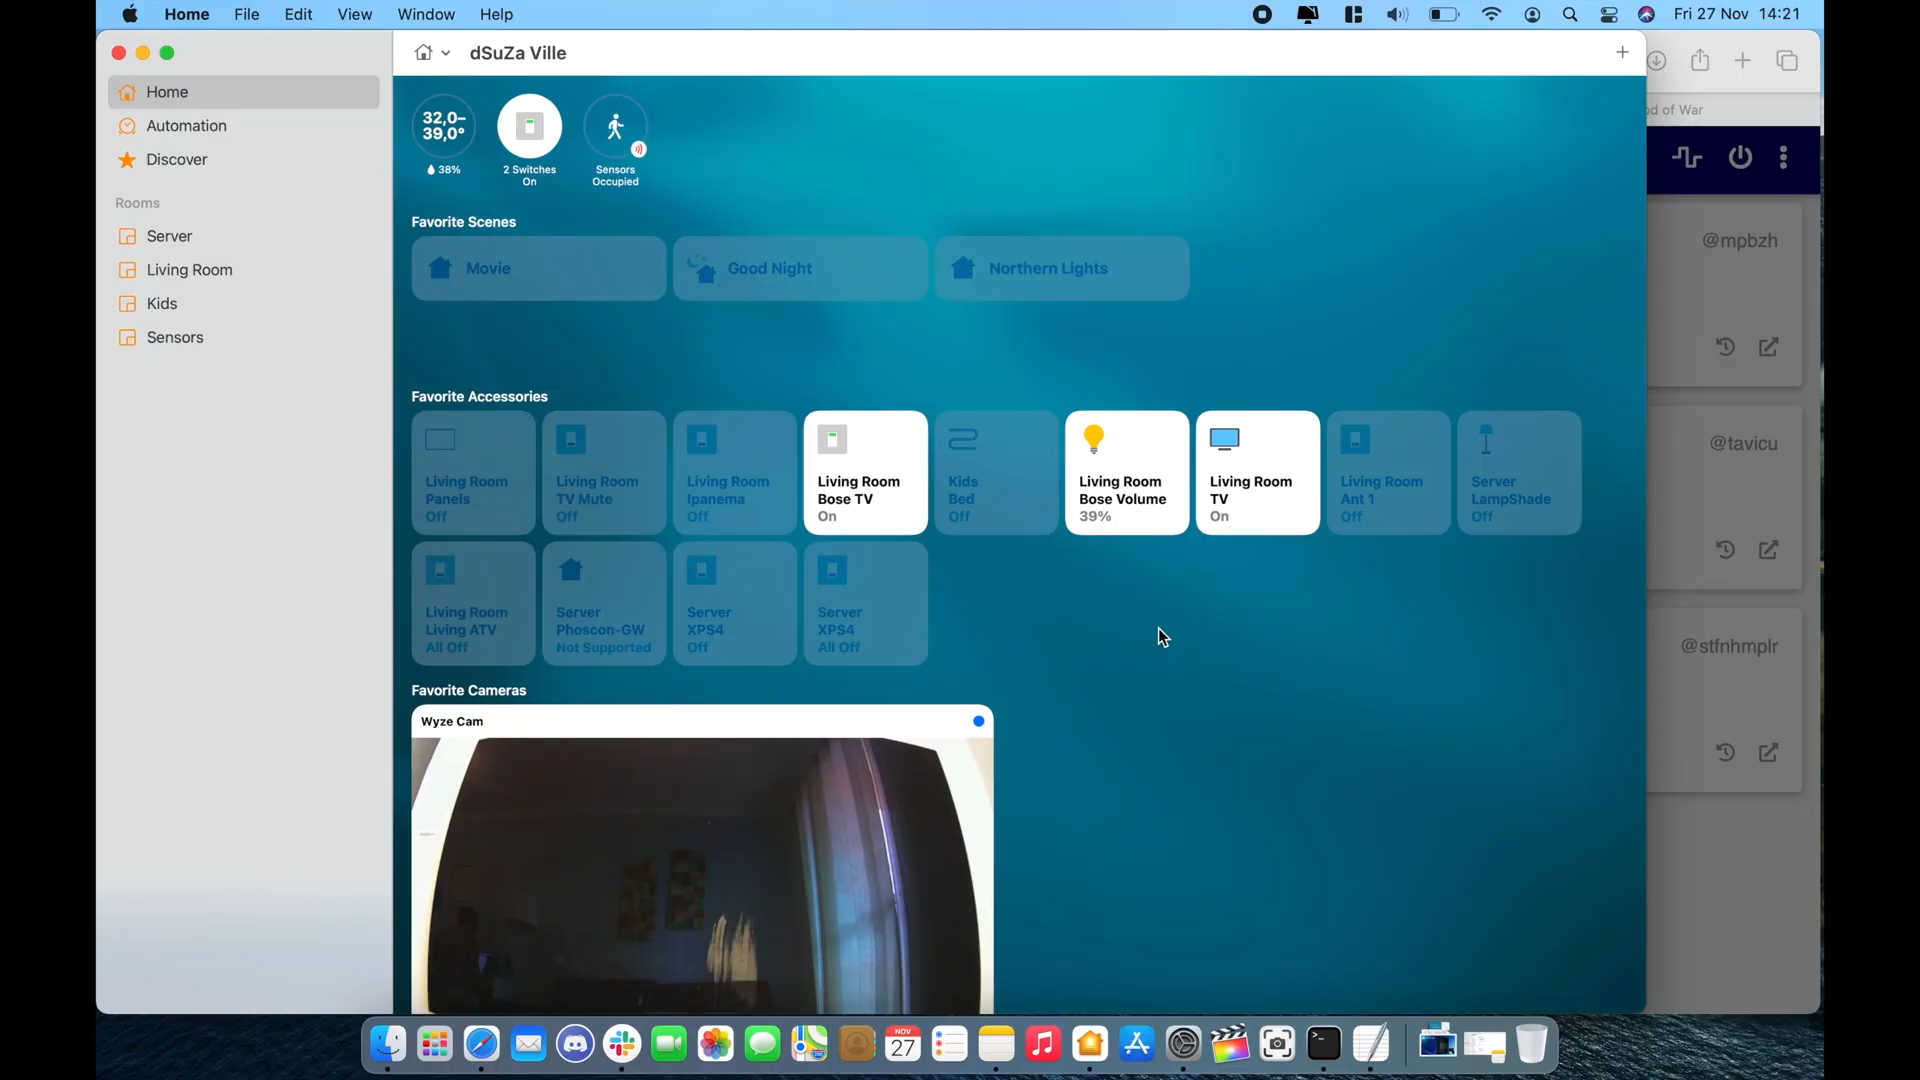 Home File Edit View Window Help Fri 27 Nov 14:21
dSuZa Ville
Home
Automation
Discover
Rooms
Server
Living Room
Kids
Sensors
32,0–
39,0°
38%
2 Switches
On
Sensors
Occupied
Favorite Scenes
Movie
Good Night
Northern Lights
Favorite Accessories
Living Room
Panels
Off
Living Room
TV Mute
Off
Living Room
Ipanema
Off
Living Room
Bose TV
On
Kids
Bed
Off
Living Room
Bose Volume
39%
Living Room
TV
On
Living Room
Ant 1
Off
Server
LampShade
Off
Living Room
Living ATV
All Off
Server
Phoscon-GW
Not Supported
Server
XPS4
Off
Server
XPS4
All Off
Favorite Cameras
Wyze Cam
od of War
@mpbzh
@tavicu
@stfnhmplr
NOV
27